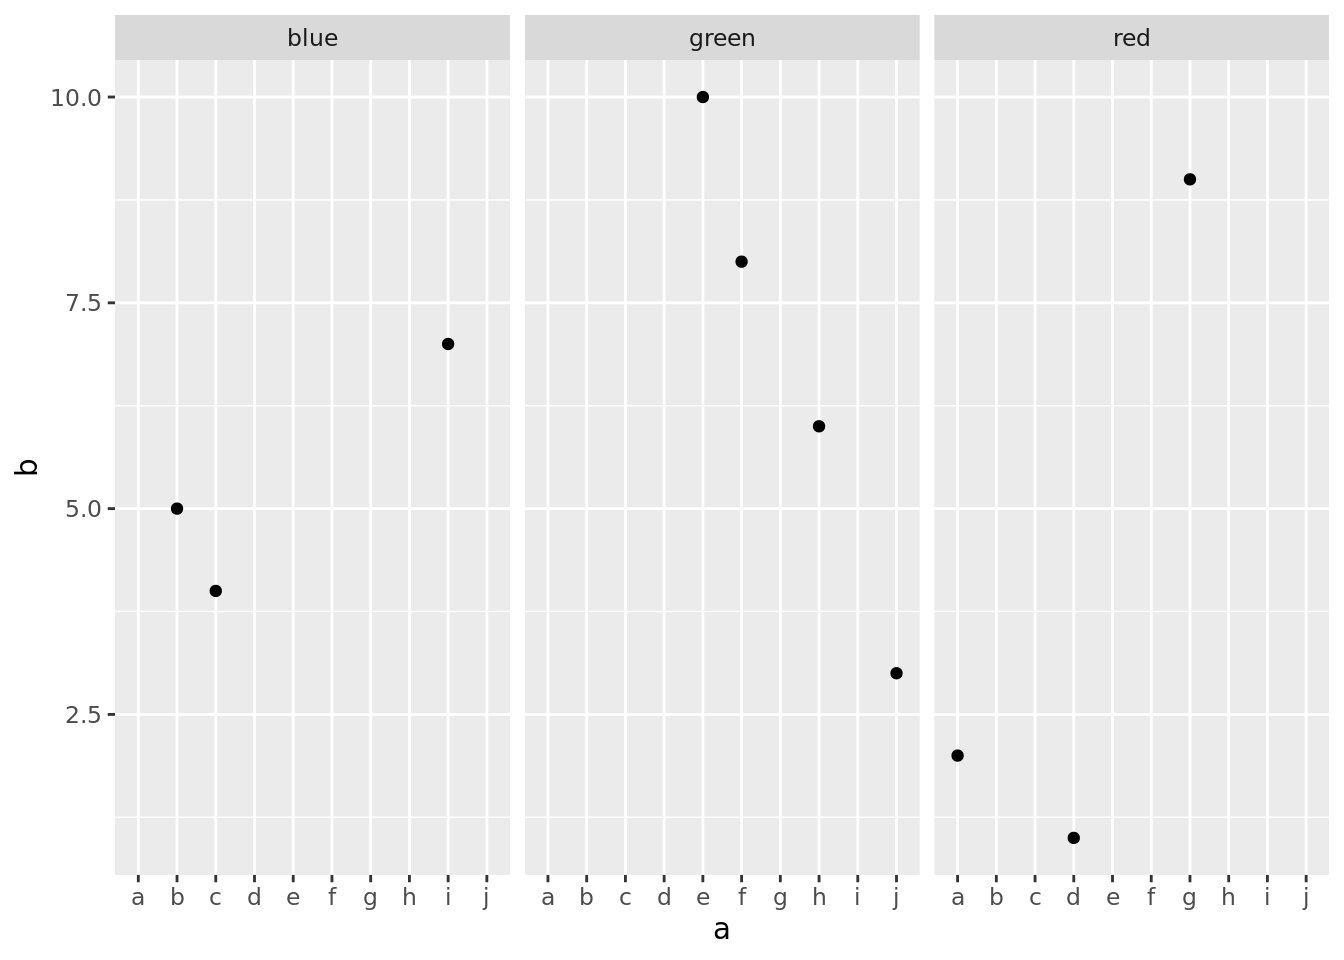 blue green red
10.0
7.5
5.0
2.5
b
a b c d e f g h i j a b c d e f g h i j a b c d e f g h i j
a